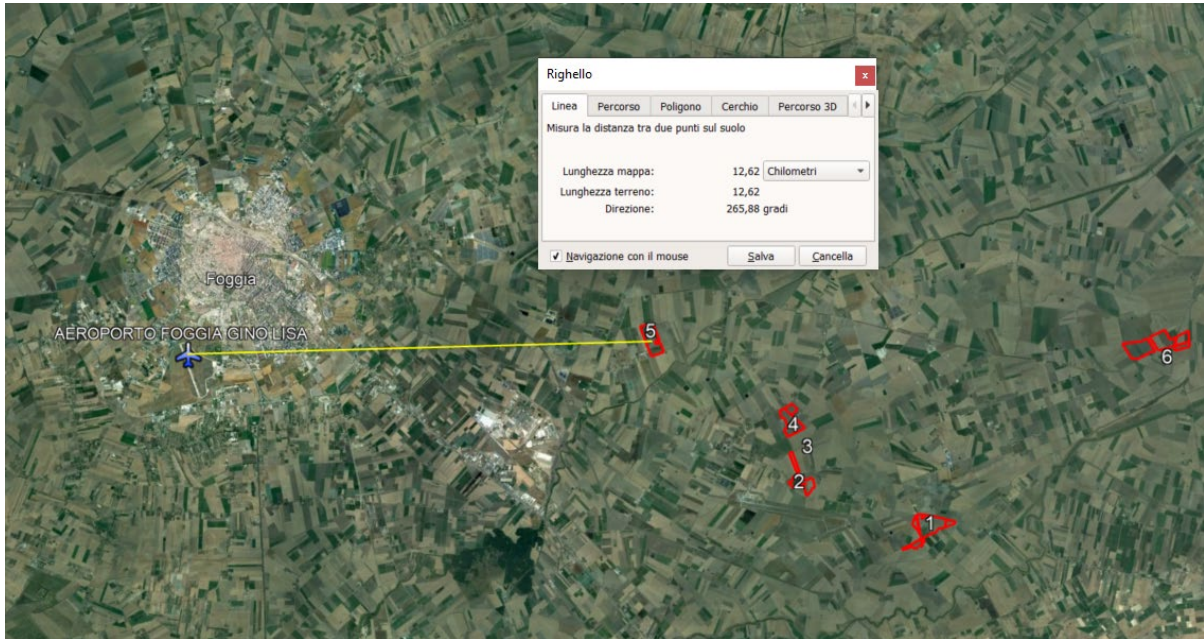 Righello
x
Linea Percorso Poligono Cerchio Percorso 3D
Misura la distanza tra due punti sul suolo
Lunghezza mappa: 12,62 Chilometri
Lunghezza terreno: 12,62
Direzione: 265,88 gradi
Navigazione con il mouse Salva Cancella
Foggia
AEROPORTO FOGGIA GINO LISA
5
6
4
3
2
1